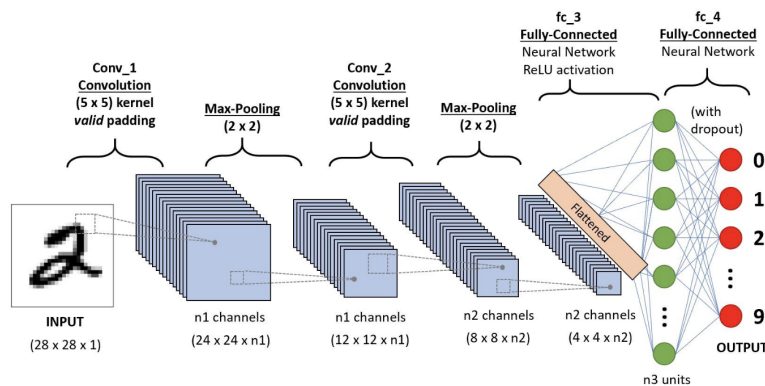 fc_3
Fully-Connected
Neural Network
ReLU activation
fc_4
Fully-Connected
Neural Network
Conv_1
Convolution
(5 x 5) kernel
valid padding
Max-Pooling
(2 x 2)
Conv_2
Convolution
(5 x 5) kernel
valid padding
Max-Pooling
(2 x 2)
(with
dropout)
Flattened
0
1
2
9
OUTPUT
2
INPUT
(28 x 28 x 1)
n1 channels
(24 x 24 x n1)
n1 channels
(12 x 12 x n1)
n2 channels
(8 x 8 x n2)
n2 channels
(4 x 4 x n2)
n3 units